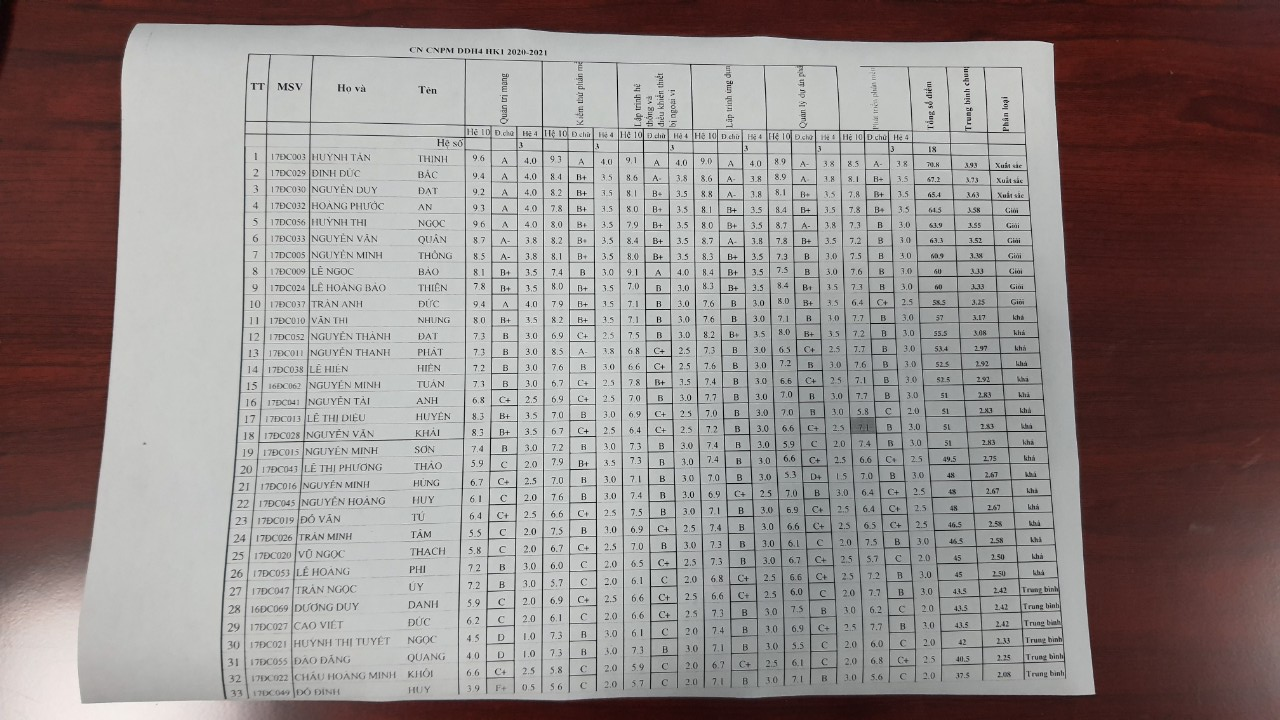 CN CNPM DDH4 HK1 2020-2021
TT MSV Họ và Tên Quản trị mạng Kiểm thử phần mề Lập trình hệ thống và điều khiển thiết bị ngoại vi Lập trình ứng dụn Quản lý dự án phầ Phát triển phần mềm Tổng số điểm Trung bình chung Phân loại
Hệ 10 Đ.chữ Hệ 4 Hệ 10 Đ.chữ Hệ 4 Hệ 10 Đ.chữ Hệ 4 Hệ 10 Đ.chữ Hệ 4 Hệ 10 Đ.chữ Hệ 4 Hệ 10 Đ.chữ Hệ 4
Hệ số 3 3 3 3 3 3 18
1 17ĐC003 HUỲNH TẤN THỊNH 9.6 A 4.0 9.3 A 4.0 9.1 A 4.0 9.0 A 4.0 8.9 A- 3.8 8.5 A- 3.8 70.8 3.93 Xuất sắc
2 17ĐC029 ĐINH ĐỨC BẮC 9.4 A 4.0 8.4 B+ 3.5 8.6 A- 3.8 8.6 A- 3.8 8.9 A- 3.8 8.1 B+ 3.5 67.2 3.73 Xuất sắc
3 17ĐC030 NGUYỄN DUY ĐẠT 9.2 A 4.0 8.2 B+ 3.5 8.1 B+ 3.5 8.8 A- 3.8 8.1 B+ 3.5 7.8 B+ 3.5 65.4 3.63 Xuất sắc
4 17ĐC032 HOÀNG PHƯỚC AN 9.3 A 4.0 7.8 B+ 3.5 8.0 B+ 3.5 8.1 B+ 3.5 8.4 B+ 3.5 7.8 B+ 3.5 64.5 3.58 Giỏi
5 17ĐC056 HUỲNH THỊ NGỌC 9.6 A 4.0 8.0 B+ 3.5 7.9 B+ 3.5 8.0 B+ 3.5 8.7 A- 3.8 7.3 B 3.0 63.9 3.55 Giỏi
6 17ĐC033 NGUYỄN VĂN QUÂN 8.7 A- 3.8 8.2 B+ 3.5 8.4 B+ 3.5 8.7 A- 3.8 7.8 B+ 3.5 7.2 B 3.0 63.3 3.52 Giỏi
7 17ĐC005 NGUYỄN MINH THÔNG 8.5 A- 3.8 8.1 B+ 3.5 8.0 B+ 3.5 8.3 B+ 3.5 7.3 B 3.0 7.5 B 3.0 60.9 3.38 Giỏi
8 17ĐC009 LÊ NGỌC BẢO 8.1 B+ 3.5 7.4 B 3.0 9.1 A 4.0 8.4 B+ 3.5 7.5 B 3.0 7.6 B 3.0 60 3.33 Giỏi
9 17ĐC024 LÊ HOÀNG BẢO THIÊN 7.8 B+ 3.5 8.0 B+ 3.5 7.0 B 3.0 8.3 B+ 3.5 8.4 B+ 3.5 7.3 B 3.0 60 3.33 Giỏi
10 17ĐC037 TRẦN ANH ĐỨC 9.4 A 4.0 7.9 B+ 3.5 7.1 B 3.0 7.6 B 3.0 8.0 B+ 3.5 6.4 C+ 2.5 58.5 3.25 Giỏi
11 17ĐC010 VĂN THỊ NHUNG 8.0 B+ 3.5 8.2 B+ 3.5 7.1 B 3.0 7.6 B 3.0 7.1 B 3.0 7.7 B 3.0 57 3.17 khá
12 17ĐC052 NGUYỄN THÀNH ĐẠT 7.3 B 3.0 6.9 C+ 2.5 7.5 B 3.0 8.2 B+ 3.5 8.0 B+ 3.5 7.7 B 3.0 55.5 3.08 khá
13 17ĐC011 NGUYỄN THANH PHÁT 7.3 B 3.0 8.5 A- 3.8 6.8 C+ 2.5 7.3 B 3.0 6.5 C+ 2.5 7.7 B 3.0 53.4 2.97 khá
14 17ĐC038 LÊ HIỀN HIỀN 7.2 B 3.0 7.6 B 3.0 6.6 C+ 2.5 7.6 B 3.0 7.2 B 3.0 7.6 B 3.0 52.5 2.92 khá
15 16ĐC062 NGUYỄN MINH TUẤN 7.3 B 3.0 6.7 C+ 2.5 7.8 B+ 3.5 7.4 B 3.0 6.6 C+ 2.5 7.1 B 3.0 52.5 2.92 khá
16 17ĐC041 NGUYỄN TÀI ANH 6.8 C+ 2.5 6.9 C+ 2.5 7.0 B 3.0 7.7 B 3.0 7.0 B 3.0 7.7 B 3.0 51 2.83 khá
17 17ĐC013 LÊ THỊ DIỆU HUYỀN 8.3 B+ 3.5 7.0 B 3.0 6.9 C+ 2.5 7.0 B 3.0 7.0 B 3.0 5.8 C 2.0 51 2.83 khá
18 17ĐC028 NGUYỄN VĂN KHẢI 8.3 B+ 3.5 6.7 C+ 2.5 6.4 C+ 2.5 7.2 B 3.0 6.6 C+ 2.5 7.1 B 3.0 51 2.83 khá
19 17ĐC015 NGUYỄN MINH SƠN 7.4 B 3.0 7.2 B 3.0 7.3 B 3.0 7.4 B 3.0 5.9 C 2.0 7.4 B 3.0 51 2.83 khá
20 17ĐC043 LÊ THỊ PHƯƠNG THẢO 5.9 C 2.0 7.9 B+ 3.5 7.3 B 3.0 7.4 B 3.0 6.6 C+ 2.5 6.6 C+ 2.5 49.5 2.75 khá
21 17ĐC016 NGUYỄN MINH HÙNG 6.7 C+ 2.5 7.0 B 3.0 7.1 B 3.0 7.0 B 3.0 5.3 D+ 1.5 7.0 B 3.0 48 2.67 khá
22 17ĐC045 NGUYỄN HOÀNG HUY 6.1 C 2.0 7.6 B 3.0 7.4 B 3.0 6.9 C+ 2.5 7.0 B 3.0 6.4 C+ 2.5 48 2.67 khá
23 17ĐC019 ĐỖ VĂN TÚ 6.4 C+ 2.5 6.6 C+ 2.5 7.5 B 3.0 7.1 B 3.0 6.9 C+ 2.5 6.4 C+ 2.5 48 2.67 khá
24 17ĐC026 TRẦN MINH TÂM 5.5 C 2.0 7.5 B 3.0 6.9 C+ 2.5 7.4 B 3.0 6.6 C+ 2.5 6.5 C+ 2.5 46.5 2.58 khá
25 17ĐC020 VŨ NGỌC THẠCH 5.8 C 2.0 6.7 C+ 2.5 7.0 B 3.0 7.3 B 3.0 6.1 C 2.0 7.5 B 3.0 46.5 2.58 khá
26 17ĐC053 LÊ HOÀNG PHI 7.2 B 3.0 6.0 C 2.0 6.5 C+ 2.5 7.3 B 3.0 6.7 C+ 2.5 5.7 C 2.0 45 2.50 khá
27 17ĐC047 TRẦN NGỌC UY 7.2 B 3.0 5.7 C 2.0 6.1 C 2.0 6.8 C+ 2.5 6.6 C+ 2.5 7.2 B 3.0 45 2.50 khá
28 16ĐC069 DƯƠNG DUY DANH 5.9 C 2.0 6.9 C+ 2.5 6.6 C+ 2.5 6.6 C+ 2.5 6.0 C 2.0 7.7 B 3.0 43.5 2.42 Trung bình
29 17ĐC027 CAO VIẾT ĐỨC 6.2 C 2.0 6.1 C 2.0 6.6 C+ 2.5 7.3 B 3.0 7.5 B 3.0 6.2 C 2.0 43.5 2.42 Trung bình
30 17ĐC021 HUỲNH THỊ TUYẾT NGỌC 4.5 D 1.0 7.3 B 3.0 6.1 C 2.0 7.4 B 3.0 6.9 C+ 2.5 7.7 B 3.0 43.5 2.42 Trung bình
31 17ĐC055 ĐÀO ĐĂNG QUANG 4.0 D 1.0 7.3 B 3.0 7.3 B 3.0 7.1 B 3.0 5.5 C 2.0 6.0 C 2.0 42 2.33 Trung bình
32 17ĐC022 CHÂU HOÀNG MINH KHÔI 6.6 C+ 2.5 5.8 C 2.0 5.9 C 2.0 6.7 C+ 2.5 6.1 C 2.0 6.8 C+ 2.5 40.5 2.25 Trung bình
33 17ĐC049 ĐỖ ĐÌNH HUY 3.9 F+ 0.5 5.6 C 2.0 5.7 C 2.0 7.1 B 3.0 7.1 B 3.0 5.6 C 2.0 37.5 2.08 Trung bình